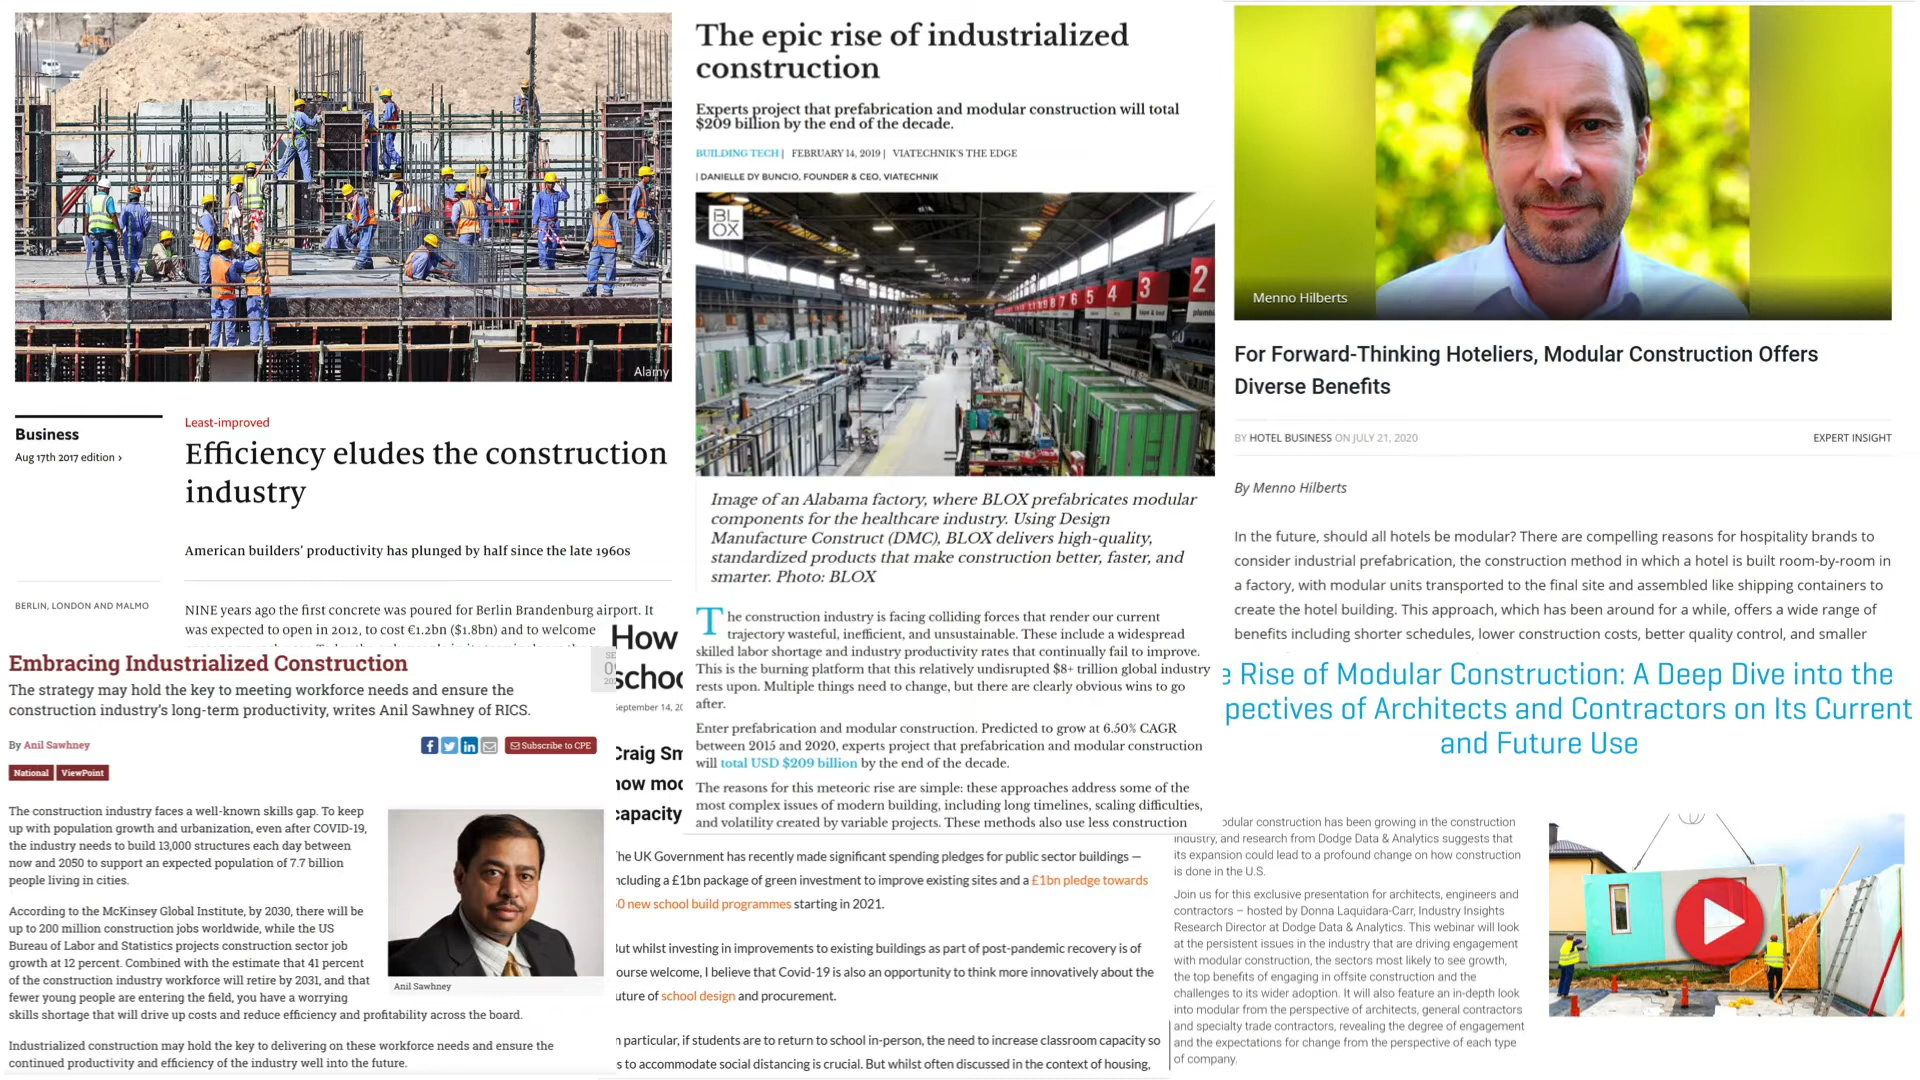 Alamy
Business
Aug 17th 2017 edition ›
Least-improved
Efficiency eludes the construction
industry
American builders' productivity has plunged by half since the late 1960s
BERLIN, LONDON AND MALMO
NINE years ago the first concrete was poured for Berlin Brandenburg airport. It
was expected to open in 2012, to cost €1.2bn ($1.8bn) and to welcome
Embracing Industrialized Construction
The strategy may hold the key to meeting workforce needs and ensure the
construction industry's long-term productivity, writes Anil Sawhney of RICS.
By Anil Sawhney
Subscribe to CPE
National
ViewPoint
The construction industry faces a well-known skills gap. To keep
up with population growth and urbanization, even after COVID-19,
the industry needs to build 13,000 structures each day between
now and 2050 to support an expected population of 7.7 billion
people living in cities.
According to the McKinsey Global Institute, by 2030, there will be
up to 200 million construction jobs worldwide, while the US
Bureau of Labor and Statistics projects construction sector job
growth at 12 percent. Combined with the estimate that 41 percent
of the construction industry workforce will retire by 2031, and that
fewer young people are entering the field, you have a worrying
skills shortage that will drive up costs and reduce efficiency and profitability across the board.
Anil Sawhney
Industrialized construction may hold the key to delivering on these workforce needs and ensure the
continued productivity and efficiency of the industry well into the future.
The epic rise of industrialized
construction
Experts project that prefabrication and modular construction will total
$209 billion by the end of the decade.
BUILDING TECH | FEBRUARY 14, 2019 | VIATECHNIK'S THE EDGE
| DANIELLE DY BUNCIO, FOUNDER & CEO, VIATECHNIK
BL
OX
9 8 7 6 5 4 3 2
Image of an Alabama factory, where BLOX prefabricates modular
components for the healthcare industry. Using Design
Manufacture Construct (DMC), BLOX delivers high-quality,
standardized products that make construction better, faster, and
smarter. Photo: BLOX
The construction industry is facing colliding forces that render our current
trajectory wasteful, inefficient, and unsustainable. These include a widespread
skilled labor shortage and industry productivity rates that continually fail to improve.
This is the burning platform that this relatively undisrupted $8+ trillion global industry
rests upon. Multiple things need to change, but there are clearly obvious wins to go
after.
Enter prefabrication and modular construction. Predicted to grow at 6.50% CAGR
between 2015 and 2020, experts project that prefabrication and modular construction
will total USD $209 billion by the end of the decade.
The reasons for this meteoric rise are simple: these approaches address some of the
most complex issues of modern building, including long timelines, scaling difficulties,
and volatility created by variable projects. These methods also use less construction
How
schoo
September 14, 20
Craig Sm
how mod
capacity
The UK Government has recently made significant spending pledges for public sector buildings —
including a £1bn package of green investment to improve existing sites and a £1bn pledge towards
50 new school build programmes starting in 2021.
But whilst investing in improvements to existing buildings as part of post-pandemic recovery is of
course welcome, I believe that Covid-19 is also an opportunity to think more innovatively about the
future of school design and procurement.
In particular, if students are to return to school in-person, the need to increase classroom capacity so
as to accommodate social distancing is crucial. But whilst often discussed in the context of housing,
Menno Hilberts
For Forward-Thinking Hoteliers, Modular Construction Offers
Diverse Benefits
BY HOTEL BUSINESS ON JULY 21, 2020
EXPERT INSIGHT
By Menno Hilberts
In the future, should all hotels be modular? There are compelling reasons for hospitality brands to
consider industrial prefabrication, the construction method in which a hotel is built room-by-room in
a factory, with modular units transported to the final site and assembled like shipping containers to
create the hotel building. This approach, which has been around for a while, offers a wide range of
benefits including shorter schedules, lower construction costs, better quality control, and smaller
e Rise of Modular Construction: A Deep Dive into the
pectives of Architects and Contractors on Its Current
and Future Use
odular construction has been growing in the construction
industry, and research from Dodge Data & Analytics suggests that
its expansion could lead to a profound change on how construction
is done in the U.S.
Join us for this exclusive presentation for architects, engineers and
contractors – hosted by Donna Laquidara-Carr, Industry Insights
Research Director at Dodge Data & Analytics. This webinar will look
at the persistent issues in the industry that are driving engagement
with modular construction, the sectors most likely to see growth,
the top benefits of engaging in offsite construction and the
challenges to its wider adoption. It will also feature an in-depth look
into modular from the perspective of architects, general contractors
and specialty trade contractors, revealing the degree of engagement
and the expectations for change from the perspective of each type
of company.